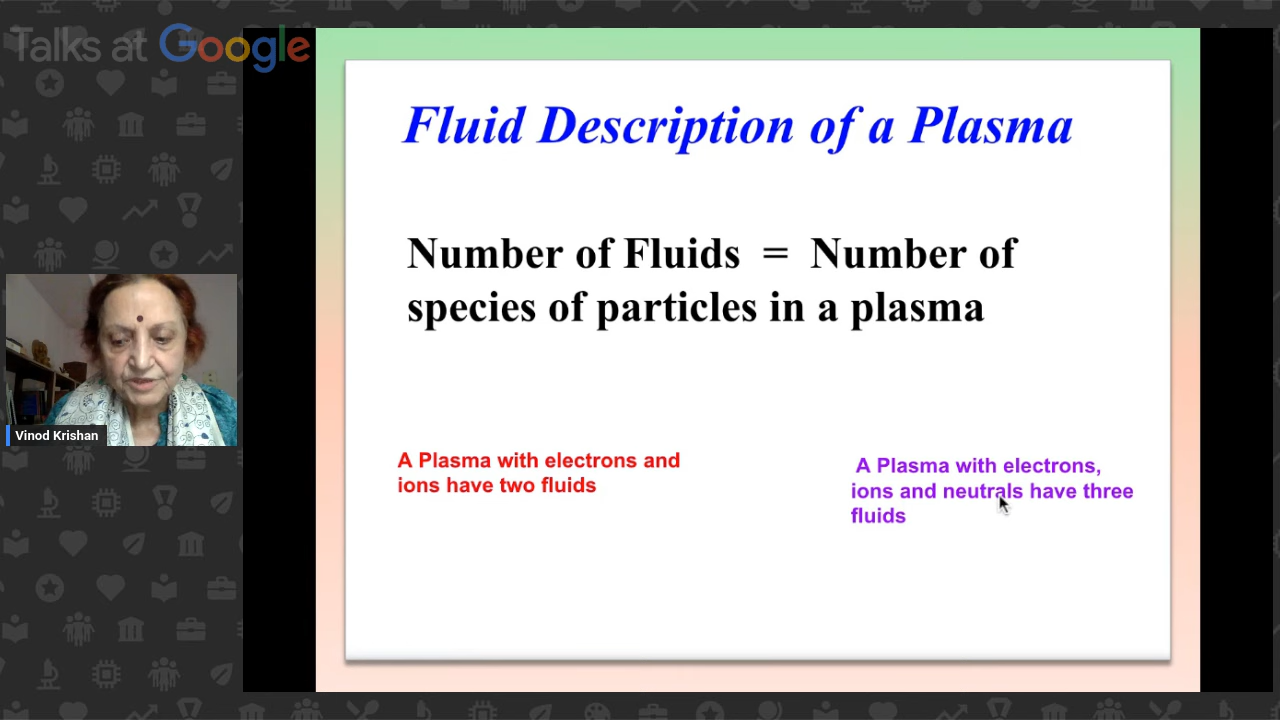 Talks at Google
Fluid Description of a Plasma
Number of Fluids = Number of
species of particles in a plasma
Vinod Krishan
A Plasma with electrons and
ions have two fluids
A Plasma with electrons,
ions and neutrals have three
fluids